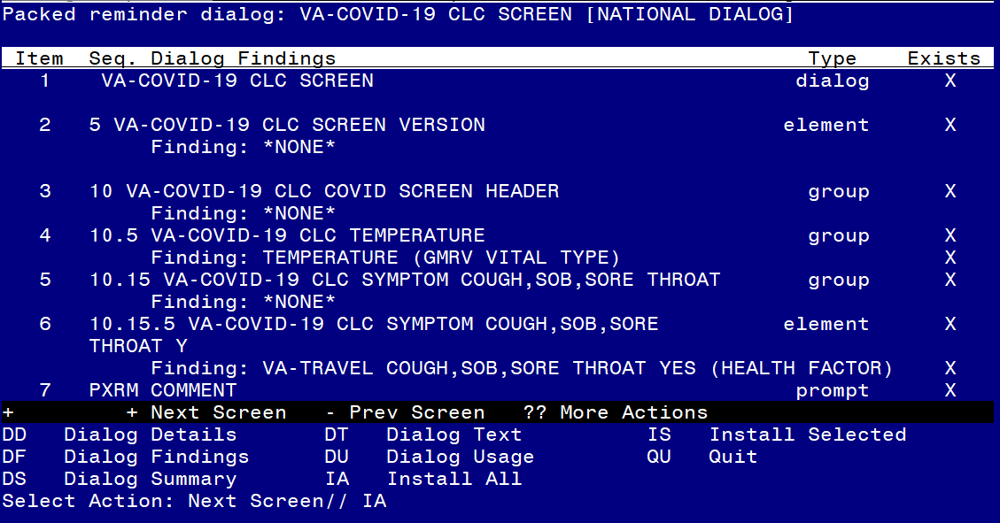 Packed reminder dialog: VA-COVID-19 CLC SCREEN [NATIONAL DIALOG]
Item Seq. Dialog Findings Type Exists
1 VA-COVID-19 CLC SCREEN dialog X
2 5 VA-COVID-19 CLC SCREEN VERSION element X
Finding: *NONE*
3 10 VA-COVID-19 CLC COVID SCREEN HEADER group X
Finding: *NONE*
4 10.5 VA-COVID-19 CLC TEMPERATURE group X
Finding: TEMPERATURE (GMRV VITAL TYPE) X
5 10.15 VA-COVID-19 CLC SYMPTOM COUGH,SOB,SORE THROAT group X
Finding: *NONE*
6 10.15.5 VA-COVID-19 CLC SYMPTOM COUGH,SOB,SORE element X
THROAT Y
Finding: VA-TRAVEL COUGH,SOB,SORE THROAT YES (HEALTH FACTOR) X
7 PXRM COMMENT prompt X
+ + Next Screen - Prev Screen ?? More Actions
DD Dialog Details DT Dialog Text IS Install Selected
DF Dialog Findings DU Dialog Usage QU Quit
DS Dialog Summary IA Install All
Select Action: Next Screen// IA